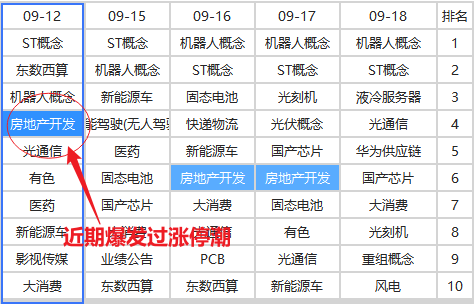 09-12 09-15 09-16 09-17 09-18 排名
ST概念 机器人概念 机器人概念 机器人概念 机器人概念 1
东数西算 机器人概念 ST概念 ST概念 ST概念 2
机器人概念 新能源车 固态电池 光刻机 液冷服务器 3
房地产开发 能驾驶(无人驾驶 快递物流 光伏概念 光通信 4
光通信 医药 新能源车 国产芯片 华为供应链 5
有色 固态电池 房地产开发 房地产开发 国产芯片 6
医药 国产芯片 大消费 固态电池 大消费 7
新能源车 大消费 光通信 有色 光刻机 8
近期爆发过涨停潮
影视传媒 业绩公告 PCB 光通信 重组概念 9
大消费 东数西算 东数西算 新能源车 风电 10